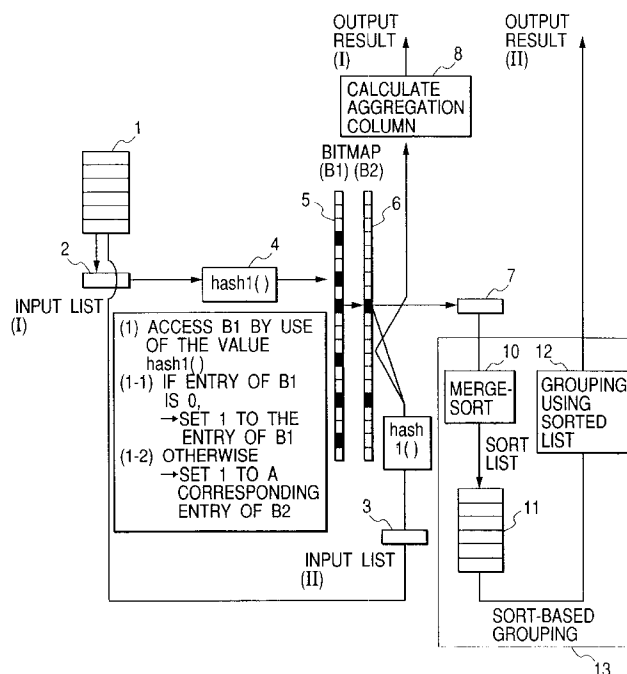 OUTPUT
RESULT
(I)
8
CALCULATE
AGGREGATION
COLUMN
OUTPUT
RESULT
(II)
1
BITMAP
(B1) (B2)
5
6
2
4
hash1()
7
INPUT LIST
(I)
(1) ACCESS B1 BY USE
OF THE VALUE
hash1()
(1-1) IF ENTRY OF B1
IS 0,
→SET 1 TO THE
ENTRY OF B1
(1-2) OTHERWISE
→SET 1 TO A
CORRESPONDING
ENTRY OF B2
hash
1()
3
INPUT LIST
(II)
10
MERGE-
SORT
12
GROUPING
USING
SORTED
LIST
SORT
LIST
11
SORT-BASED
GROUPING
13